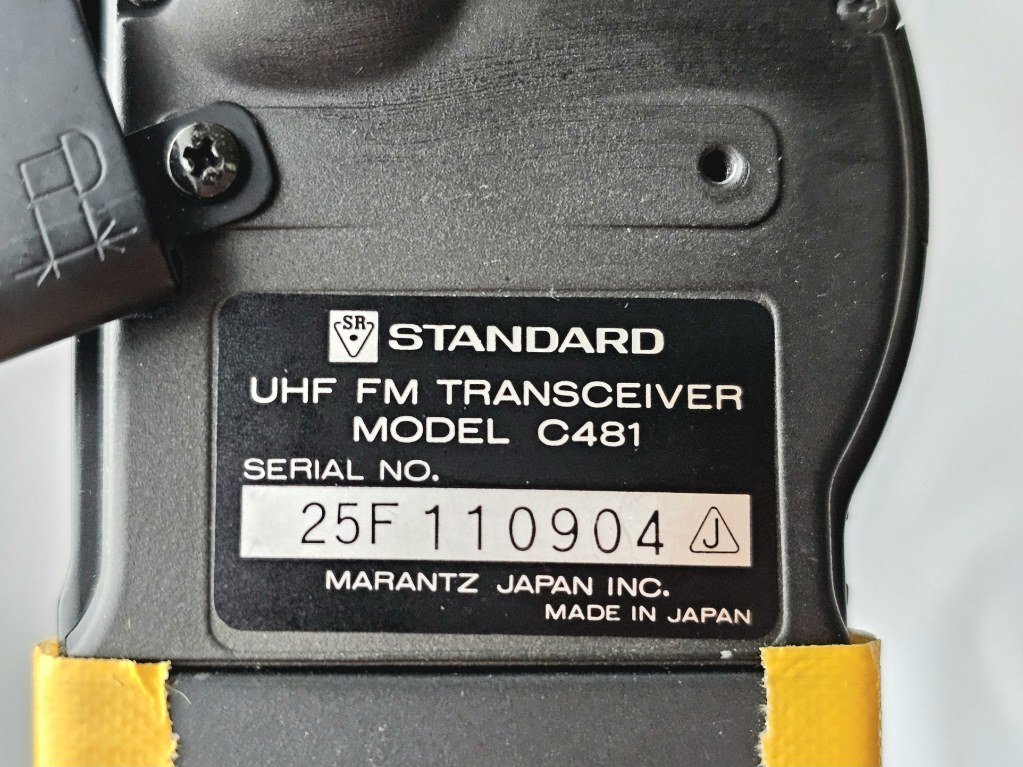 SR STANDARD
UHF FM TRANSCEIVER
MODEL C481
SERIAL NO.
25F 110904 J
MARANTZ JAPAN INC.
MADE IN JAPAN